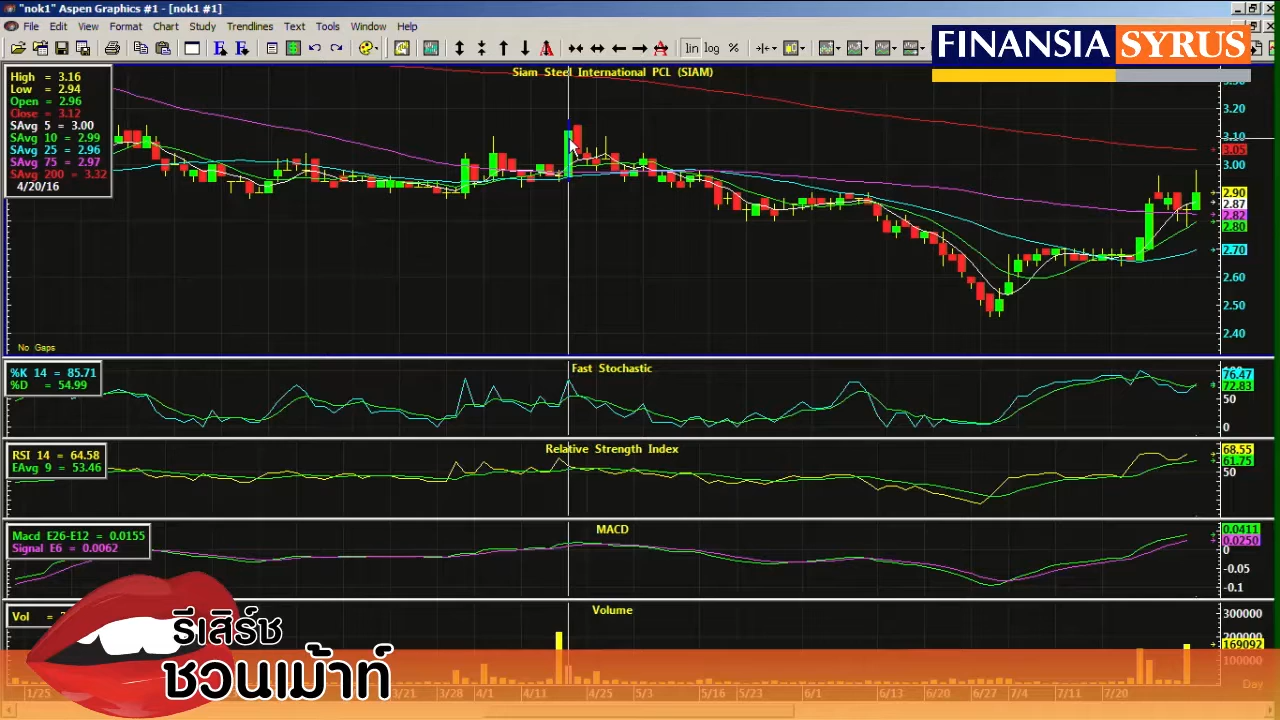 "nok1" Aspen Graphics #1 - [nok1 #1]
File Edit View Format Chart Study Trendlines Text Tools Window Help
lin log %
FINANSIA SYRUS
Siam Steel International PCL (SIAM)
High = 3.16
Low = 2.94
Open = 2.96
Close = 3.12
SAvg 5 = 3.00
SAvg 10 = 2.99
SAvg 25 = 2.96
SAvg 75 = 2.97
SAvg 200 = 3.32
4/20/16
3.20
3.10
3.05
3.00
2.90
2.87
2.82
2.80
2.70
2.60
2.50
2.40
No Gaps
Fast Stochastic
%K 14 = 85.71
%D = 54.99
76.47
72.83
50
0
Relative Strength Index
RSI 14 = 64.58
EAvg 9 = 53.46
68.55
61.75
50
MACD
Macd E26-E12 = 0.0155
Signal E6 = 0.0062
0.0411
0.0250
0
-0.05
-0.1
Volume
Vol =
300000
200000
169092
100000
Day
รีเสิร์ช
ชวนเม้าท์
1/25 3/21 3/28 4/1 4/11 4/25 5/3 5/16 5/23 6/1 6/13 6/20 6/27 7/4 7/11 7/20